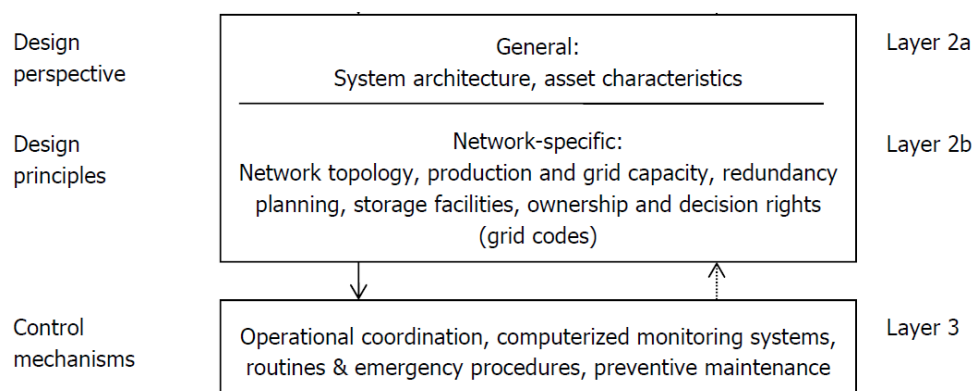 Design
perspective
General:
System architecture, asset characteristics
Layer 2a
Design
principles
Network-specific:
Network topology, production and grid capacity, redundancy
planning, storage facilities, ownership and decision rights
(grid codes)
Layer 2b
Control
mechanisms
Operational coordination, computerized monitoring systems,
routines & emergency procedures, preventive maintenance
Layer 3